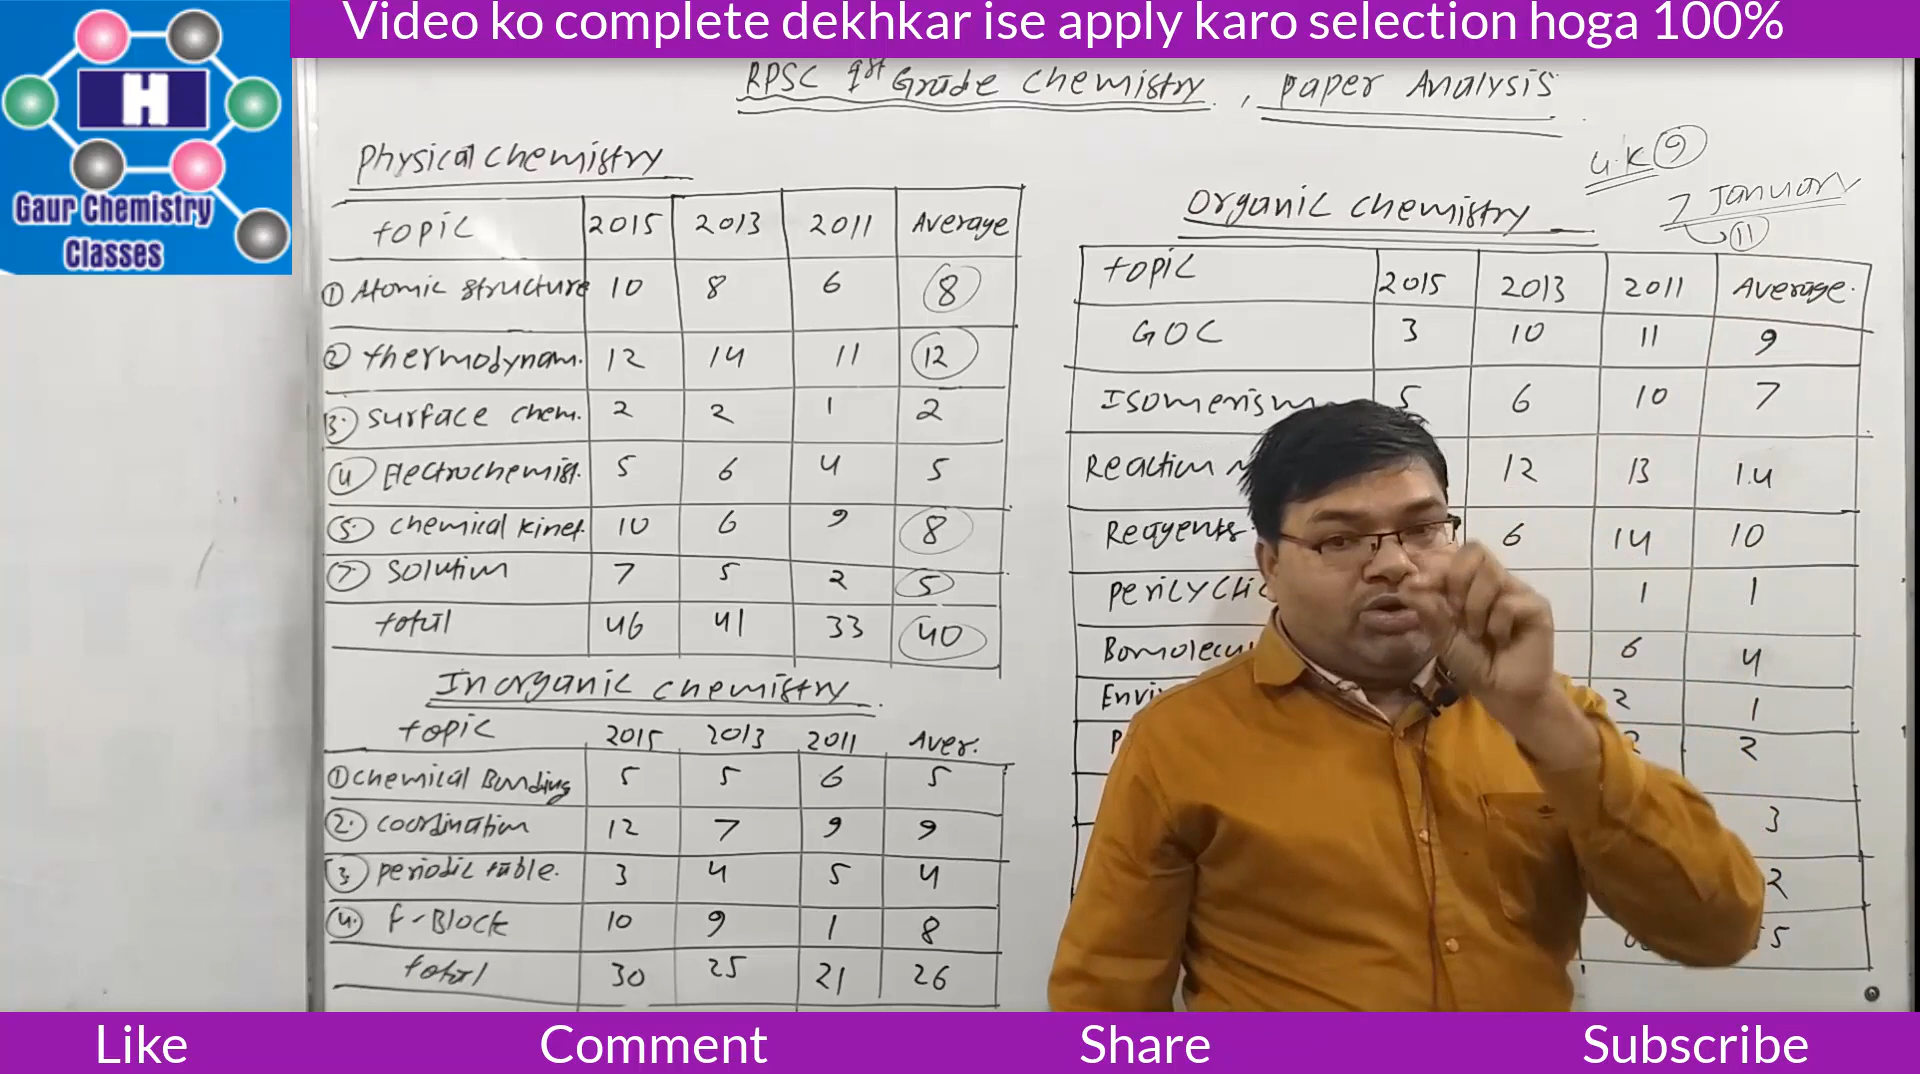 Video ko complete dekhkar ise apply karo selection hoga 100%
H
Gaur Chemistry
Classes
RPSC 1st Grade Chemistry, Paper Analysis
Physical Chemistry
topic 2015 2013 2011 Average
① Atomic structure 10 8 6 8
② thermodynam. 12 14 11 12
3. Surface chem. 2 2 1 2
④ Electrochemist. 5 6 4 5
⑤ chemical kinet. 10 6 9 8
⑦ Solution 7 5 2 5
total 46 41 33 40
Inorganic chemistry
topic 2015 2013 2011 Aver.
① chemical Bonding 5 5 6 5
2. coordination 12 7 9 9
3 periodic table. 3 4 5 4
4. f-Block 10 9 1 8
total 30 25 21 26
U.K 9
7 January
11
Organic chemistry
topic 2015 2013 2011 Average.
GOC 3 10 11 9
Isomerism 5 6 10 7
Reaction 12 13 14
Reagents 6 14 10
1 1
6 4
2 1
2
3
2
Like Comment Share Subscribe